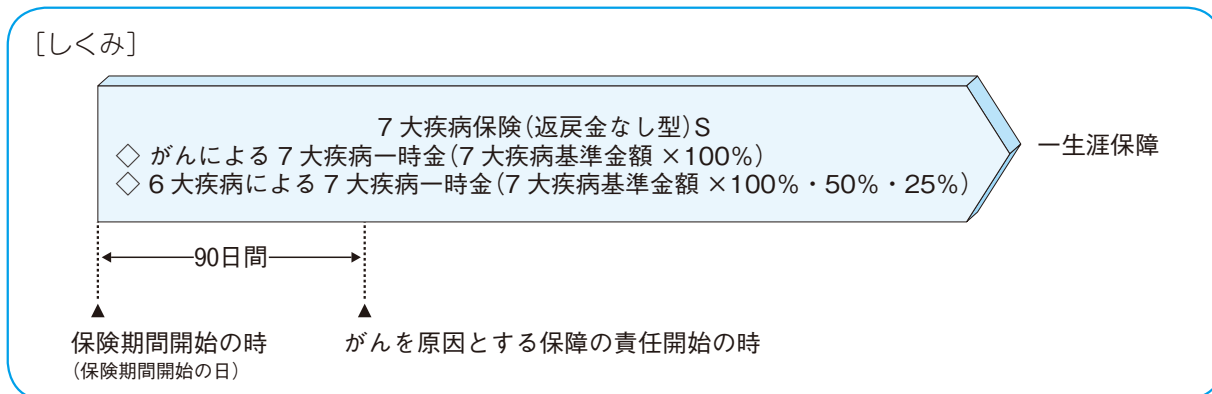 ［しくみ］
７大疾病保険（返戻金なし型）S
◇ がんによる７大疾病一時金（７大疾病基準金額 ×100％）
◇ ６大疾病による７大疾病一時金（７大疾病基準金額 ×100％・50％・25％）
一生涯保障
90日間
保険期間開始の時
（保険期間開始の日）
がんを原因とする保障の責任開始の時